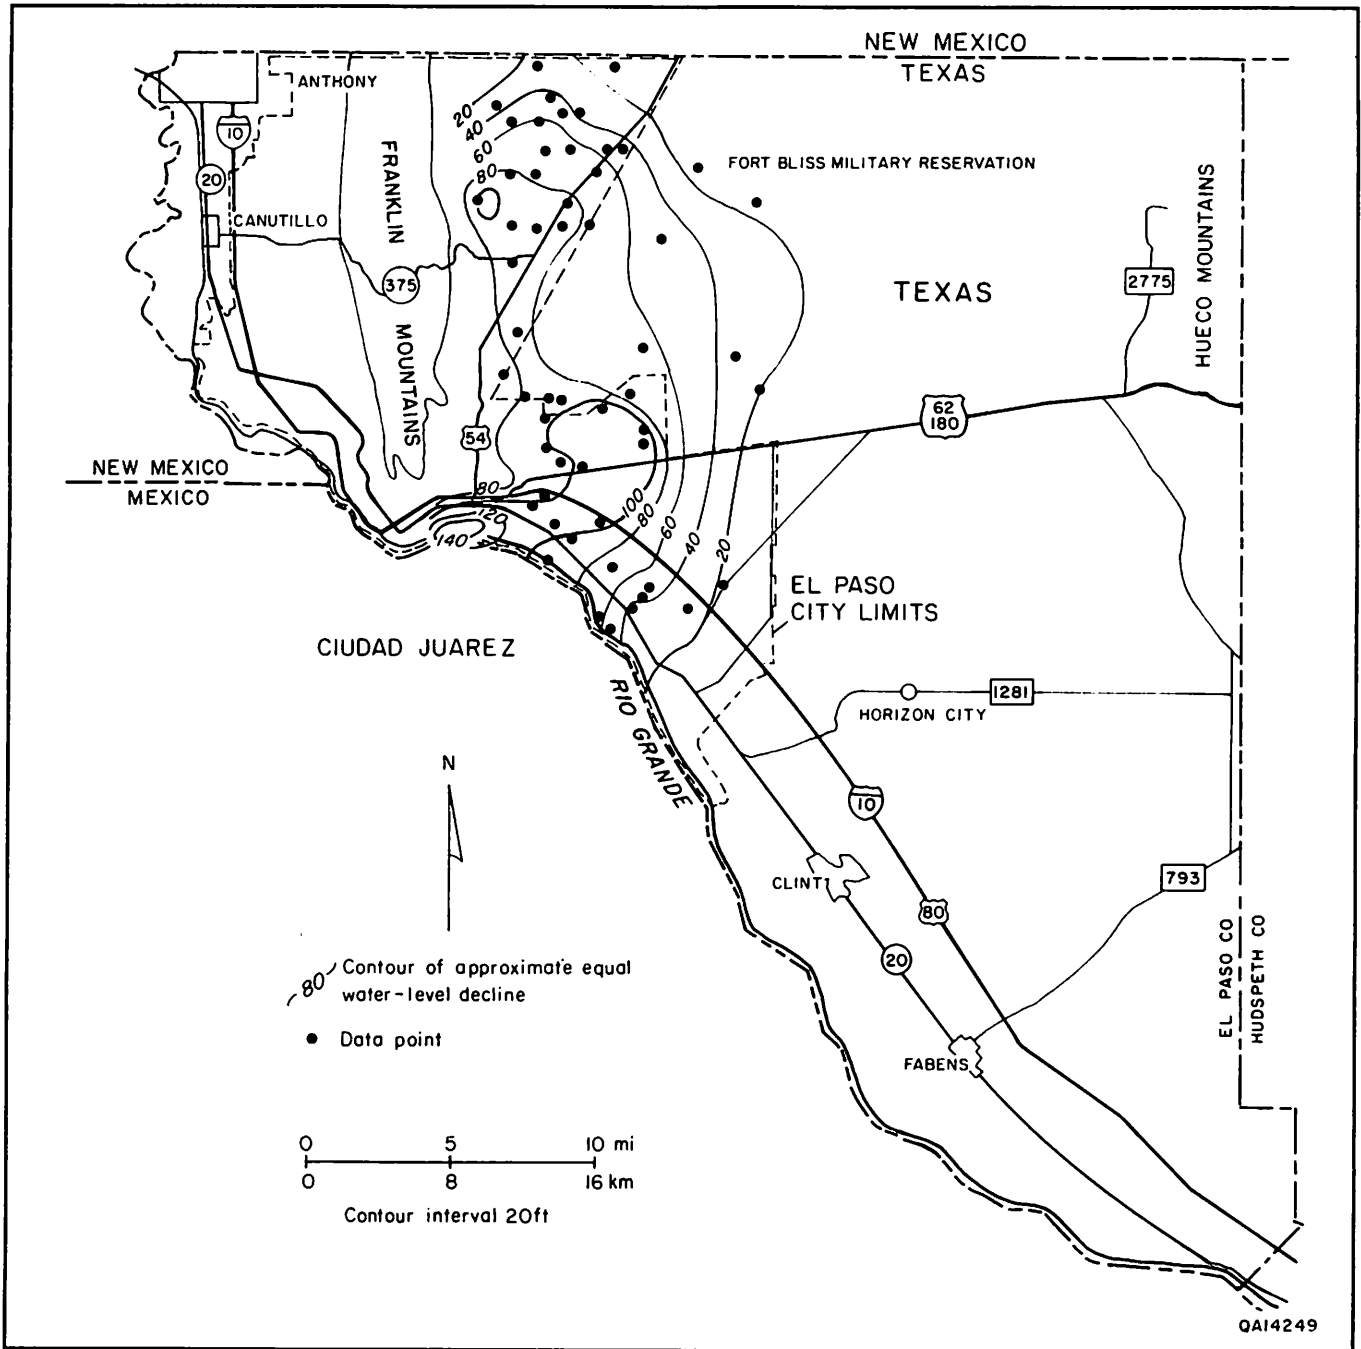 NEW MEXICO
TEXAS
ANTHONY
10
20
CANUTILLO
FRANKLIN
MOUNTAINS
375
54
20
40
60
80
FORT BLISS MILITARY RESERVATION
TEXAS
2775
HUECO MOUNTAINS
62
180
NEW MEXICO
MEXICO
80
120
140
100
80
60
40
20
EL PASO
CITY LIMITS
CIUDAD JUAREZ
RIO GRANDE
HORIZON CITY
1281
10
CLINT
80
20
793
FABENS
EL PASO CO
HUDSPETH CO
N
80
Contour of approximate equal
water-level decline
Data point
0 5 10 mi
0 8 16 km
Contour interval 20ft
QA14249